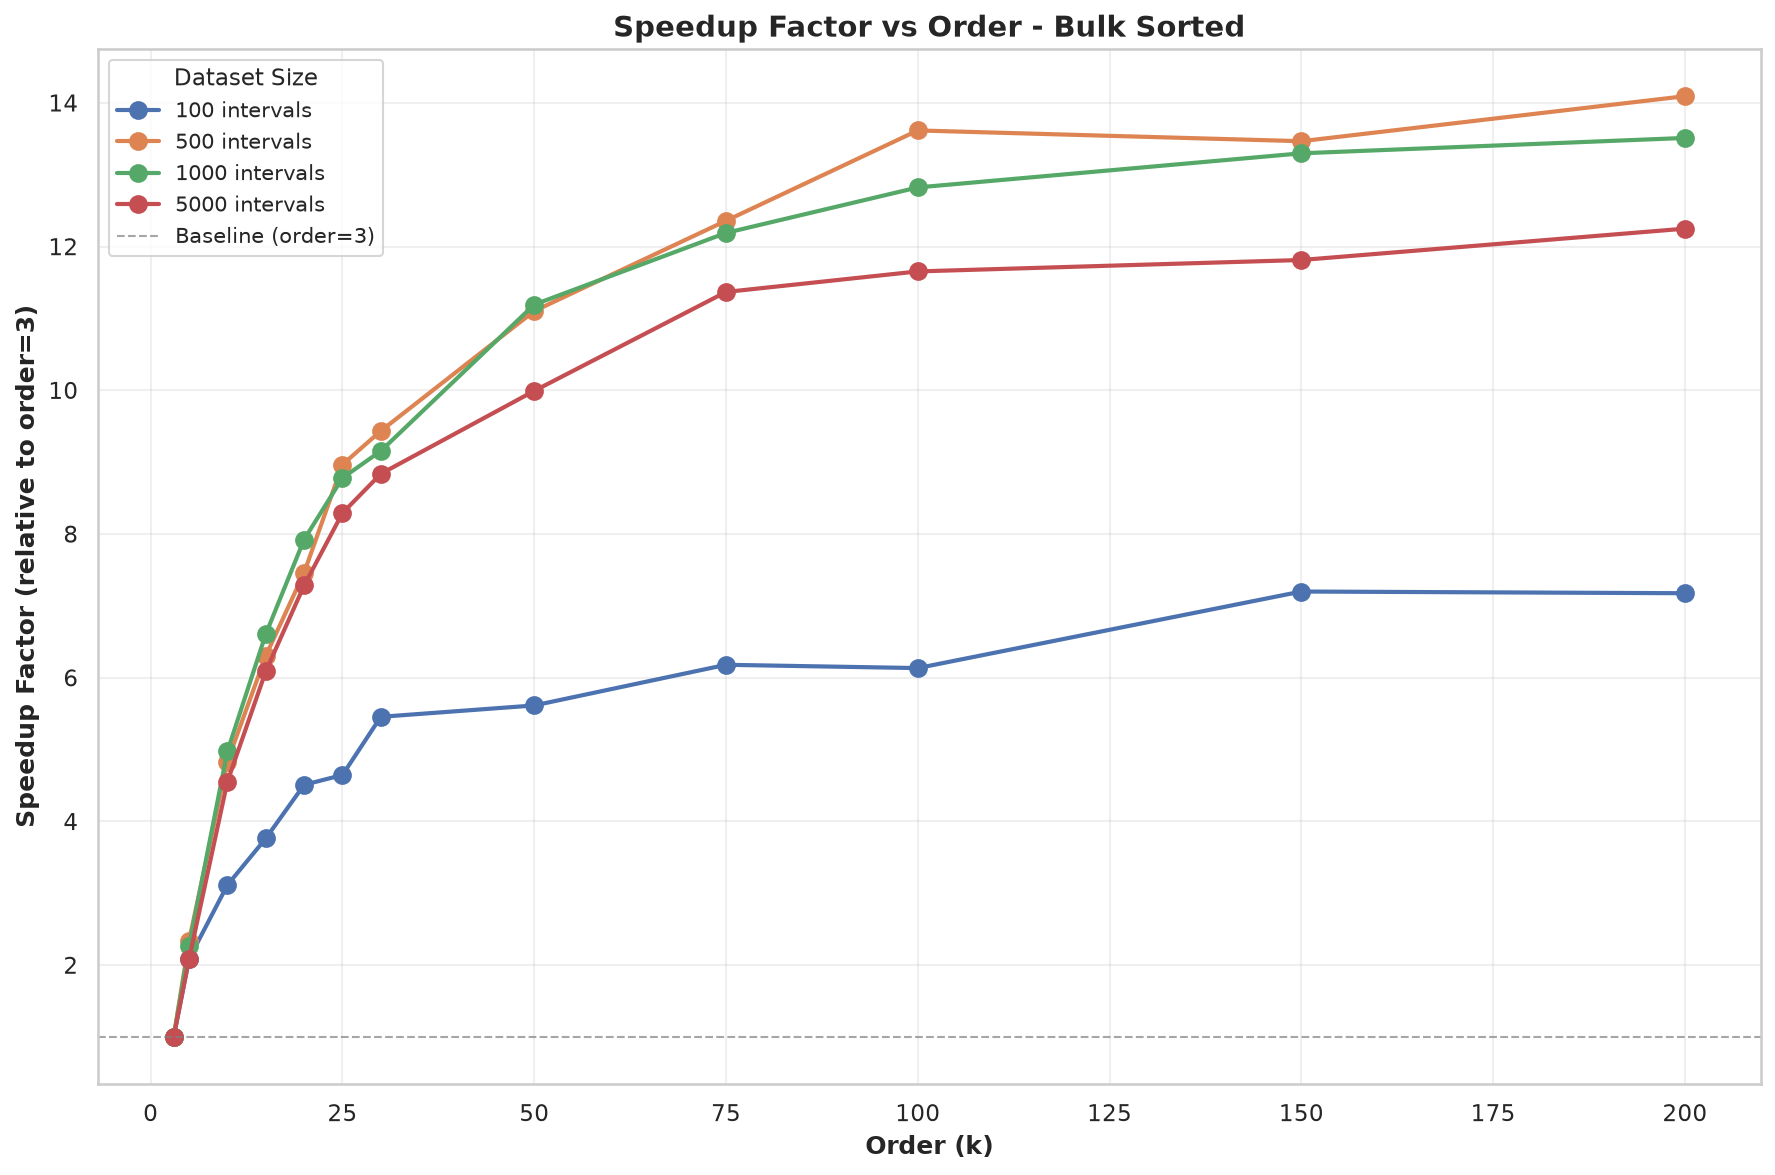 Speedup Factor vs Order - Bulk Sorted
Dataset Size
100 intervals
500 intervals
1000 intervals
5000 intervals
Baseline (order=3)
Speedup Factor (relative to order=3)
14
12
10
8
6
4
2
0 25 50 75 100 125 150 175 200
Order (k)